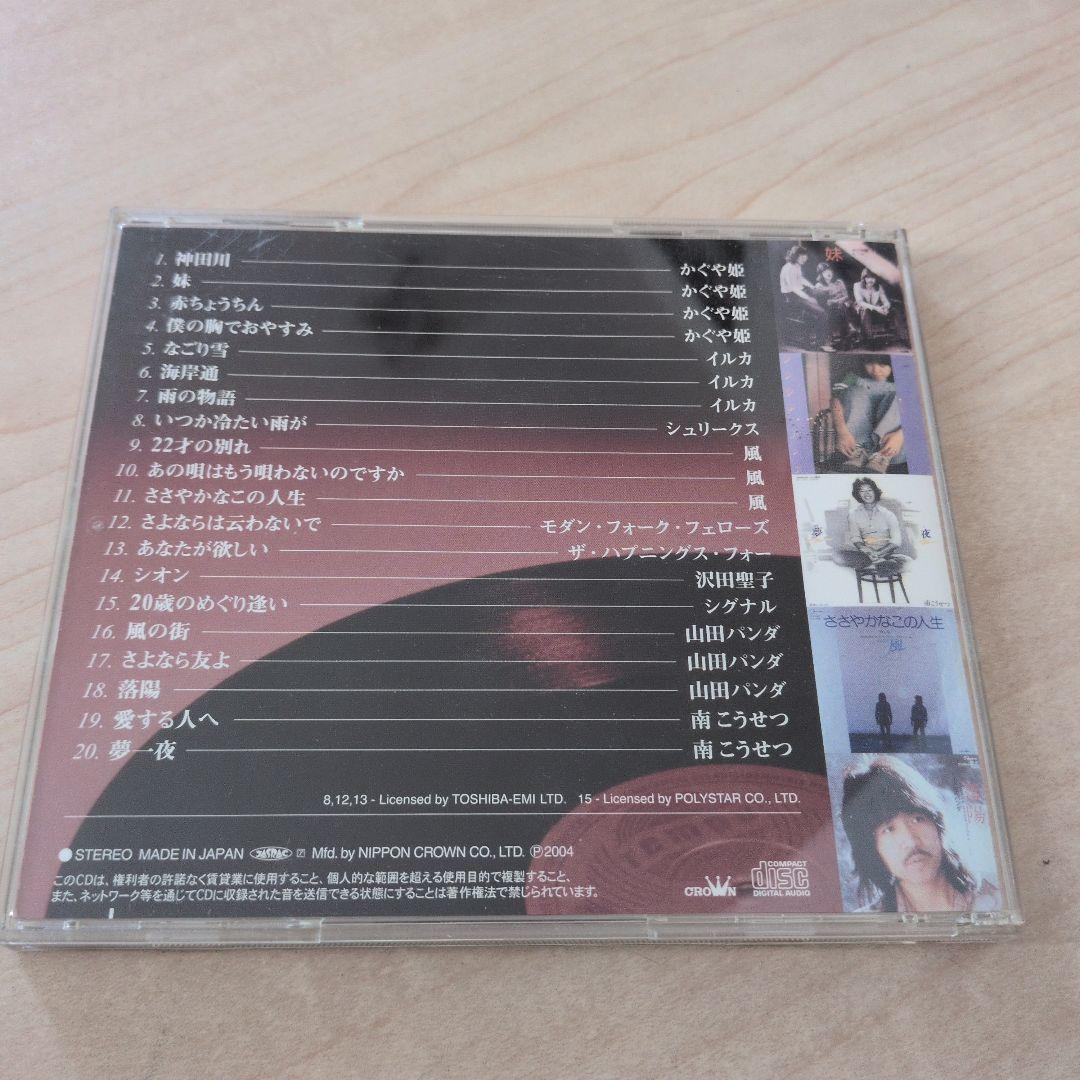 1. 神田川 かぐや姫
2. 妹 かぐや姫
3. 赤ちょうちん かぐや姫
4. 僕の胸でおやすみ かぐや姫
5. なごり雪 イルカ
6. 海岸通 イルカ
7. 雨の物語 イルカ
8. いつか冷たい雨が シュリークス
9. 22才の別れ 風
10. あの唄はもう唄わないのですか 風
11. ささやかなこの人生 風
12. さよならは云わないで モダン・フォーク・フェローズ
13. あなたが欲しい ザ・ハプニングス・フォー
14. シオン 沢田聖子
15. 20歳のめぐり逢い シグナル
16. 風の街 山田パンダ
17. さよなら友よ 山田パンダ
18. 落陽 山田パンダ
19. 愛する人へ 南 こうせつ
20. 夢一夜 南 こうせつ
8,12,13 - Licensed by TOSHIBA-EMI LTD. 15 - Licensed by POLYSTAR CO., LTD.
●STEREO MADE IN JAPAN JASRAC Mfd. by NIPPON CROWN CO., LTD. ℗2004
このCDは、権利者の許諾なく賃貸業に使用すること、個人的な範囲を超える使用目的で複製すること、
また、ネットワーク等を通じてCDに収録された音を送信できる状態にすることは著作権法で禁じられています。
CROWN
COMPACT
disc
DIGITAL AUDIO
妹
夢 夜
南こうせつ
ささやかなこの人生
風